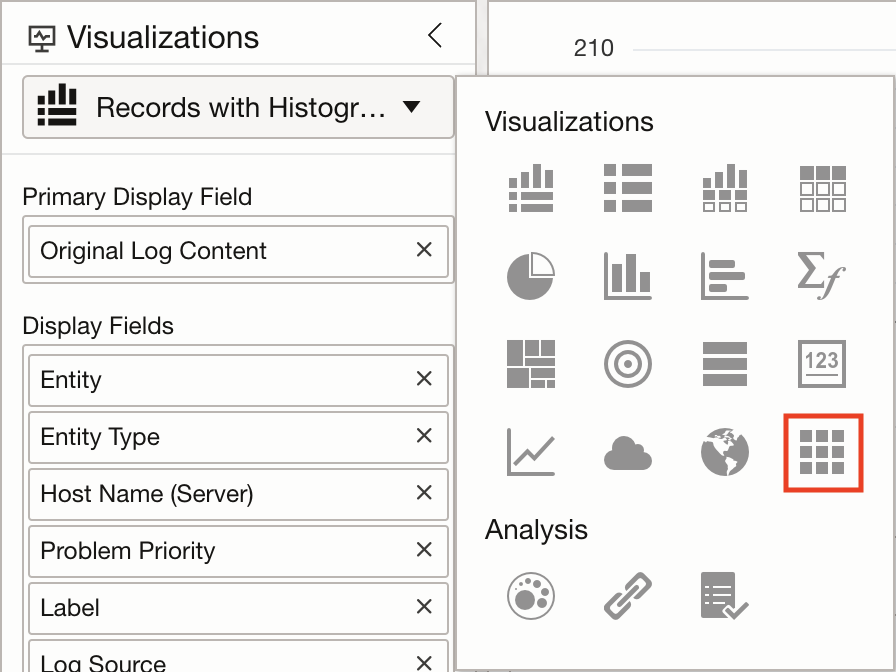 Visualizations
210
Records with Histogr...
Visualizations
Primary Display Field
Original Log Content
Display Fields
Entity
123
Entity Type
Host Name (Server)
Analysis
Problem Priority
Label
Log Source